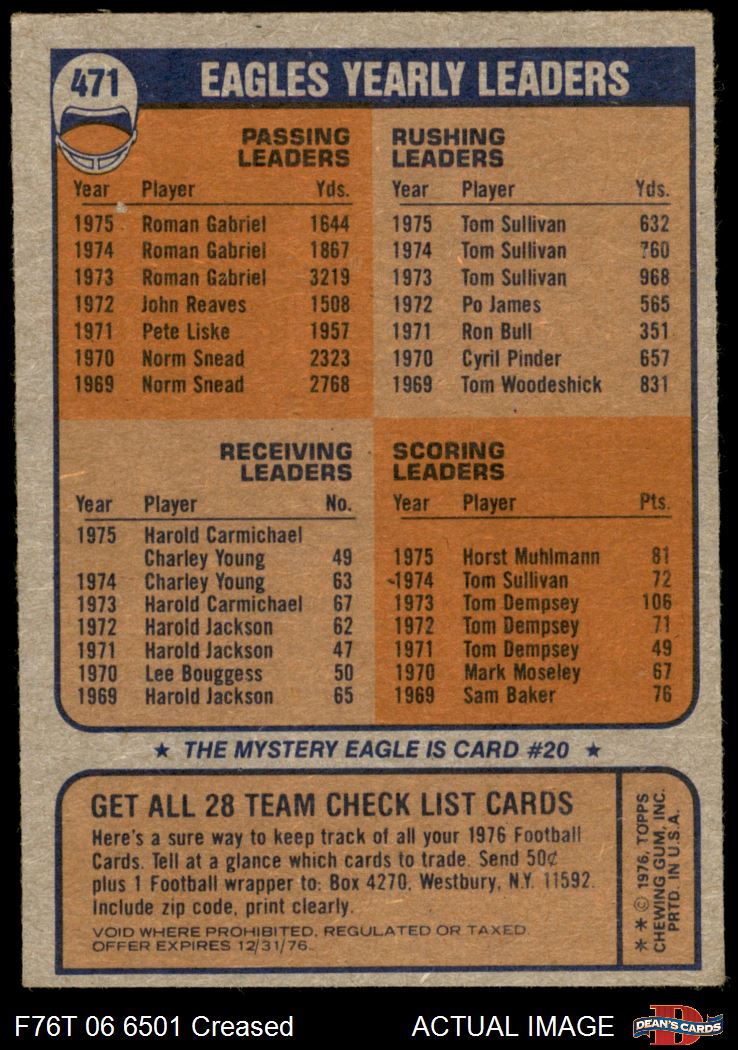 471
EAGLES YEARLY LEADERS
PASSING
LEADERS
Year Player Yds.
1975 Roman Gabriel 1644
1974 Roman Gabriel 1867
1973 Roman Gabriel 3219
1972 John Reaves 1508
1971 Pete Liske 1957
1970 Norm Snead 2323
1969 Norm Snead 2768
RUSHING
LEADERS
Year Player Yds.
1975 Tom Sullivan 632
1974 Tom Sullivan 760
1973 Tom Sullivan 968
1972 Po James 565
1971 Ron Bull 351
1970 Cyril Pinder 657
1969 Tom Woodeshick 831
RECEIVING
LEADERS
Year Player No.
1975 Harold Carmichael
Charley Young 49
1974 Charley Young 63
1973 Harold Carmichael 67
1972 Harold Jackson 62
1971 Harold Jackson 47
1970 Lee Bouggess 50
1969 Harold Jackson 65
SCORING
LEADERS
Year Player Pts.
1975 Horst Muhlmann 81
1974 Tom Sullivan 72
1973 Tom Dempsey 106
1972 Tom Dempsey 71
1971 Tom Dempsey 49
1970 Mark Moseley 67
1969 Sam Baker 76
★ THE MYSTERY EAGLE IS CARD #20 ★
GET ALL 28 TEAM CHECK LIST CARDS
Here's a sure way to keep track of all your 1976 Football
Cards. Tell at a glance which cards to trade. Send 50¢
plus 1 Football wrapper to: Box 4270, Westbury, N.Y. 11592.
Include zip code, print clearly.
VOID WHERE PROHIBITED, REGULATED OR TAXED.
OFFER EXPIRES 12/31/76.
* * © 1976, TOPPS
CHEWING GUM, INC.
PRTD. IN U.S.A.
F76T 06 6501 Creased
ACTUAL IMAGE
D
DEAN'S CARDS